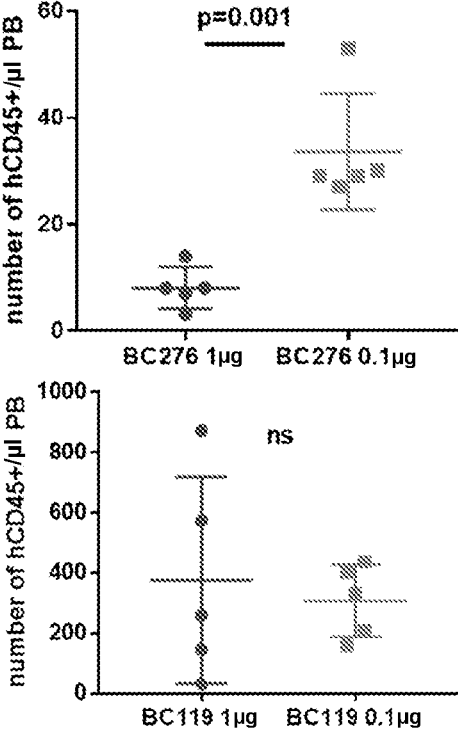 number of hCD45+/µl PB
p=0.001
60
40
20
0
BC276 1µg BC276 0.1µg
number of hCD45+/µl PB
ns
1000
800
600
400
200
0
BC119 1µg BC119 0.1µg